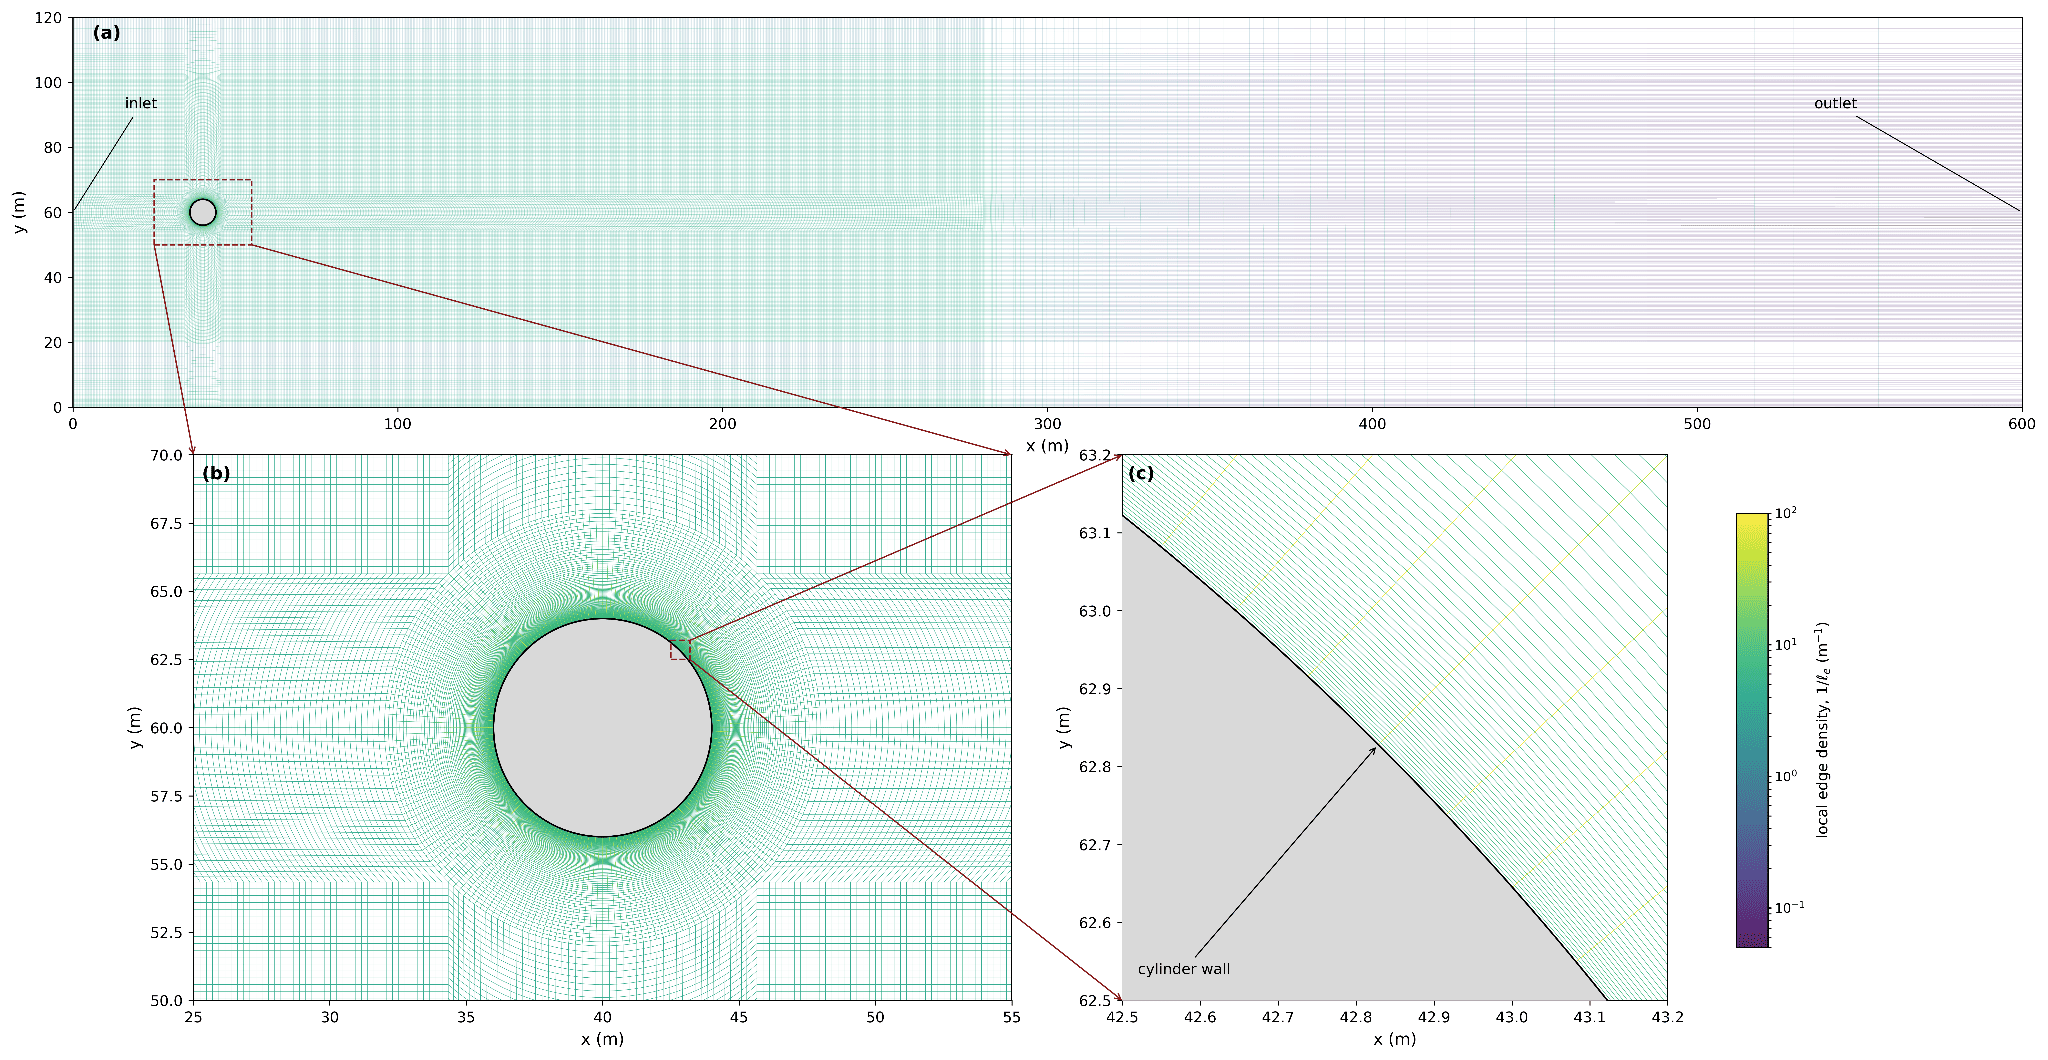 (a)
120
100
80
60
40
20
0
y (m)
inlet
outlet
0 100 200 300 400 500 600
x (m)
(b)
70.0
67.5
65.0
62.5
60.0
57.5
55.0
52.5
50.0
y (m)
25 30 35 40 45 50 55
x (m)
(c)
63.2
63.1
63.0
62.9
62.8
62.7
62.6
62.5
y (m)
cylinder wall
42.5 42.6 42.7 42.8 42.9 43.0 43.1 43.2
x (m)
10²
10¹
10⁰
10⁻¹
local edge density, 1/ℓₑ (m⁻¹)